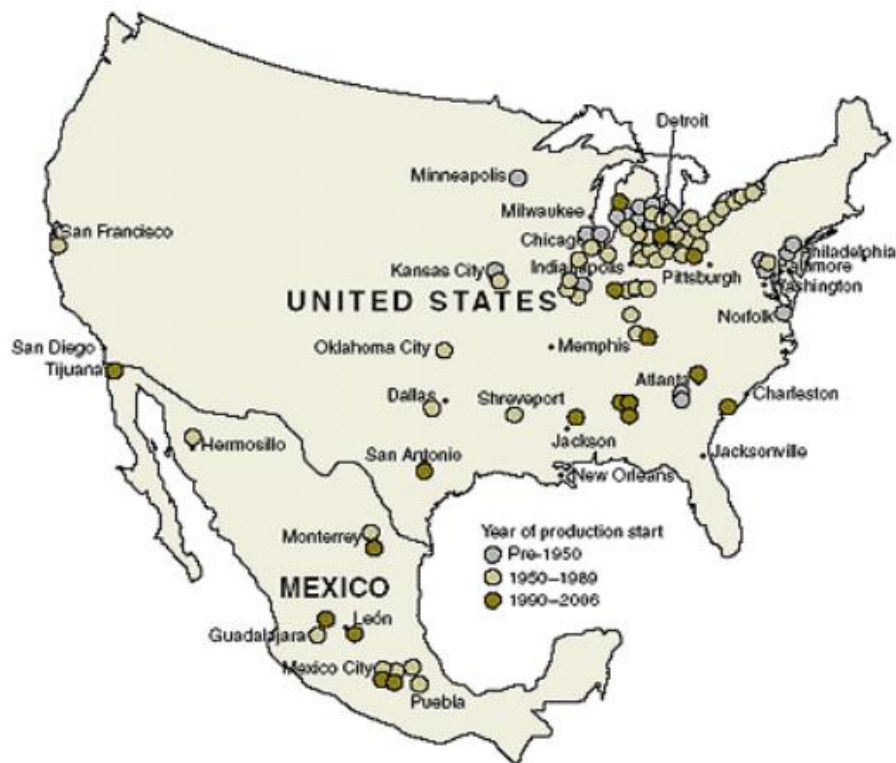 Detroit
Minneapolis
Milwaukee
San Francisco
Chicago
Philadelphia
Kansas City
Indianapolis
Baltimore
Pittsburgh
Washington
UNITED STATES
Norfolk
San Diego
Oklahoma City
Memphis
Tijuana
Atlanta
Dallas
Shreveport
Charleston
Jackson
Hermosillo
San Antonio
Jacksonville
New Orleans
Year of production start
Monterrey
Pre-1950
1950–1989
MEXICO
1990–2006
León
Guadalajara
Mexico City
Puebla